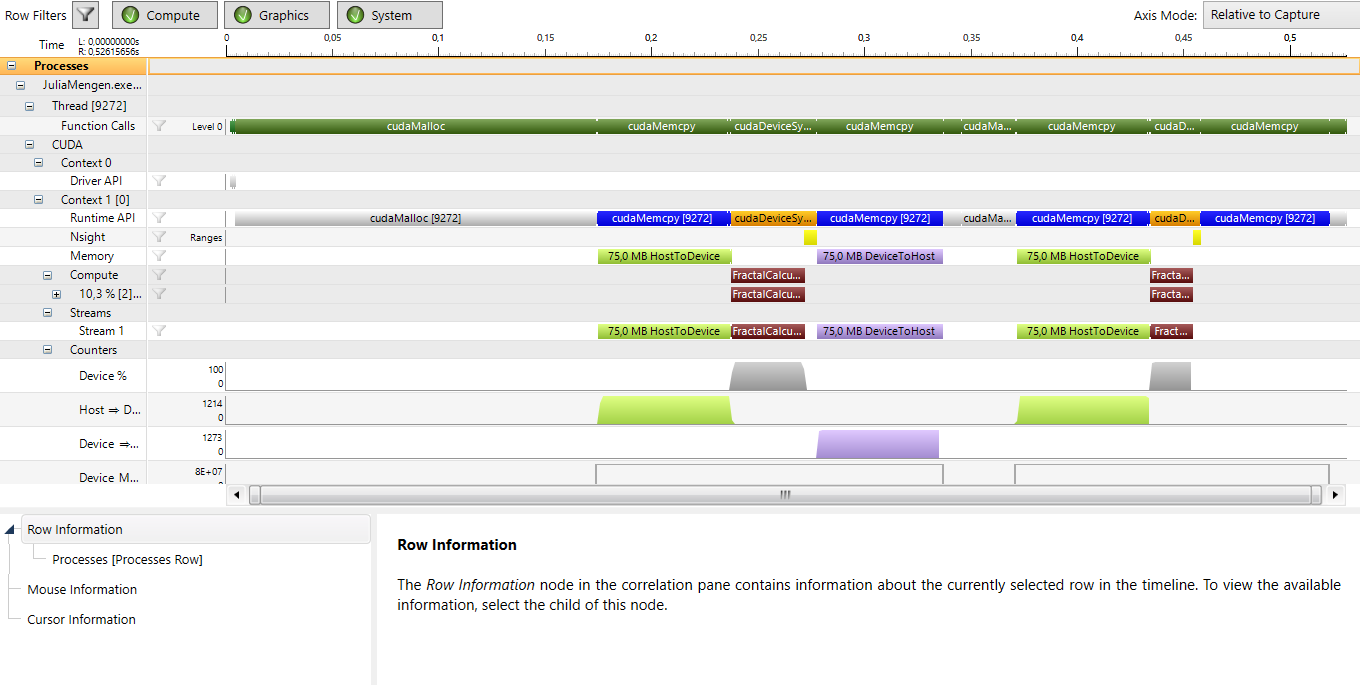 Row Filters Compute Graphics System Axis Mode: Relative to Capture
Time L: 0,00000000s R: 0,52615656s 0 0,05 0,1 0,15 0,2 0,25 0,3 0,35 0,4 0,45 0,5
Processes
JuliaMengen.exe...
Thread [9272]
Function Calls Level 0 cudaMalloc cudaMemcpy cudaDeviceSy... cudaMemcpy cudaMa... cudaMemcpy cudaD... cudaMemcpy
CUDA
Context 0
Driver API
Context 1 [0]
Runtime API cudaMalloc [9272] cudaMemcpy [9272] cudaDeviceSy... cudaMemcpy [9272] cudaMa... cudaMemcpy [9272] cudaD... cudaMemcpy [9272]
Nsight Ranges
Memory 75,0 MB HostToDevice 75,0 MB DeviceToHost 75,0 MB HostToDevice
Compute FractalCalcu... Fracta...
10,3 % [2]... FractalCalcu... Fracta...
Streams
Stream 1 75,0 MB HostToDevice FractalCalcu... 75,0 MB DeviceToHost 75,0 MB HostToDevice Fract...
Counters
Device % 100 0
Host ⇒ D... 1214 0
Device ⇒... 1273 0
Device M... 8E+07
Row Information
Processes [Processes Row]
Mouse Information
Cursor Information
Row Information
The Row Information node in the correlation pane contains information about the currently selected row in the timeline. To view the available
information, select the child of this node.